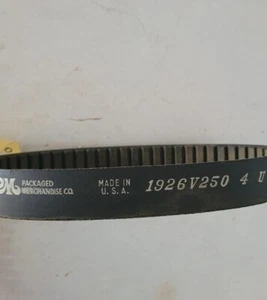 PACKAGED
MERCHANDISE CO.
MADE IN
U.S.A.
1926V250 4 U